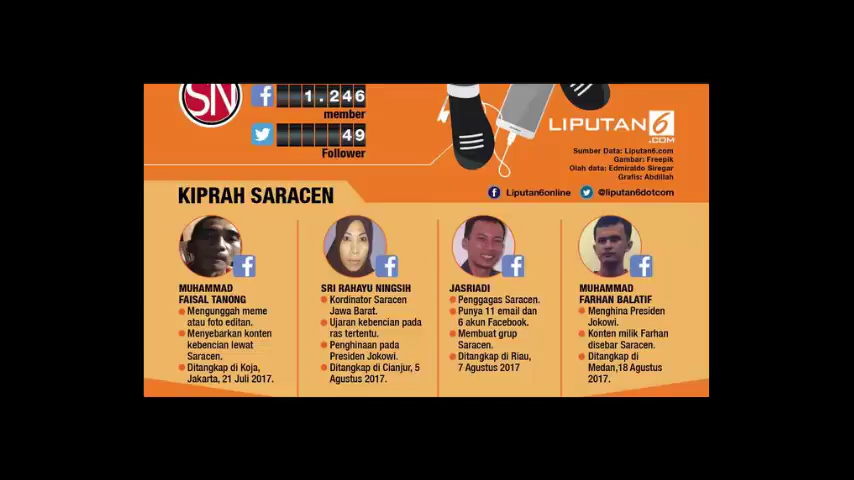 SN
1.246
member
49
Follower
LIPUTAN6
.COM
Sumber Data: Liputan6.com
Gambar: Freepik
Olah data: Edmiraldo Siregar
Grafis: Abdillah
Liputan6online
@liputan6dotcom
KIPRAH SARACEN
MUHAMMAD
FAISAL TANONG
Mengunggah meme
atau foto editan.
Menyebarkan konten
kebencian lewat
Saracen.
Ditangkap di Koja,
Jakarta, 21 Juli 2017.
SRI RAHAYU NINGSIH
Kordinator Saracen
Jawa Barat.
Ujaran kebencian pada
ras tertentu.
Penghinaan pada
Presiden Jokowi.
Ditangkap di Cianjur, 5
Agustus 2017.
JASRIADI
Penggagas Saracen.
Punya 11 email dan
6 akun Facebook.
Membuat grup
Saracen.
Ditangkap di Riau,
7 Agustus 2017
MUHAMMAD
FARHAN BALATIF
Menghina Presiden
Jokowi.
Konten milik Farhan
disebar Saracen.
Ditangkap di
Medan,18 Agustus
2017.